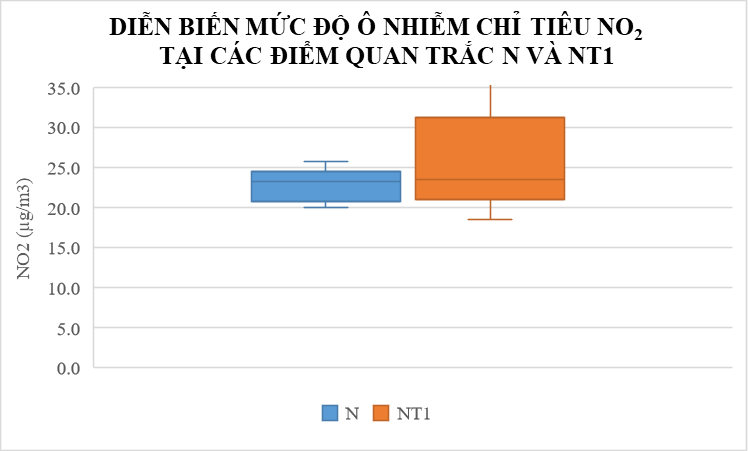 DIỄN BIẾN MỨC ĐỘ Ô NHIỄM CHỈ TIÊU NO₂
TẠI CÁC ĐIỂM QUAN TRẮC N VÀ NT1
35.0
30.0
25.0
20.0
15.0
10.0
5.0
0.0
NO2 (µg/m3)
N NT1